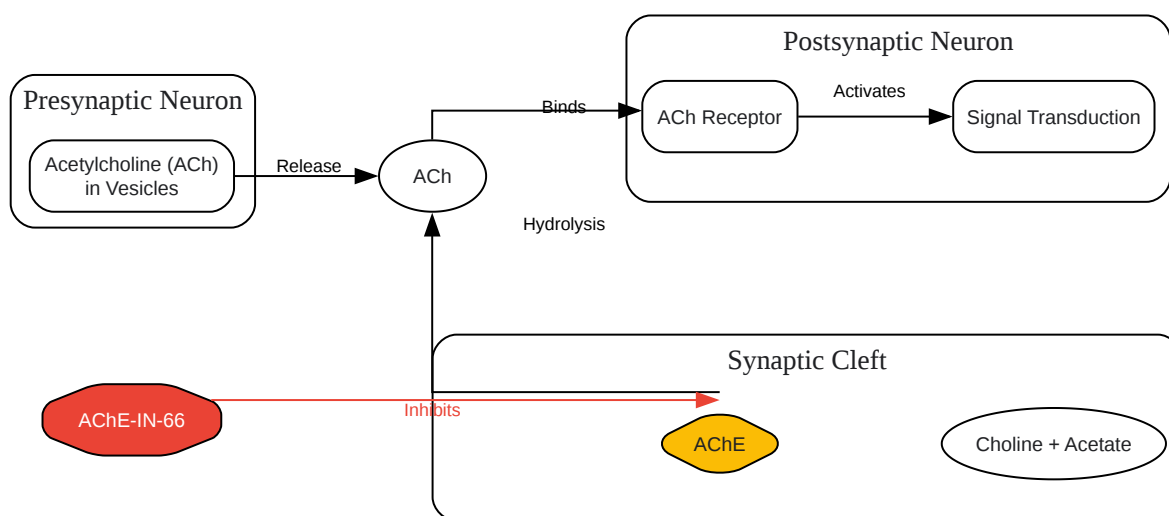 Postsynaptic Neuron
Presynaptic Neuron
Acetylcholine (ACh)
in Vesicles
Release
ACh
Binds
ACh Receptor
Activates
Signal Transduction
Hydrolysis
Synaptic Cleft
AChE-IN-66
Inhibits
AChE
Choline + Acetate